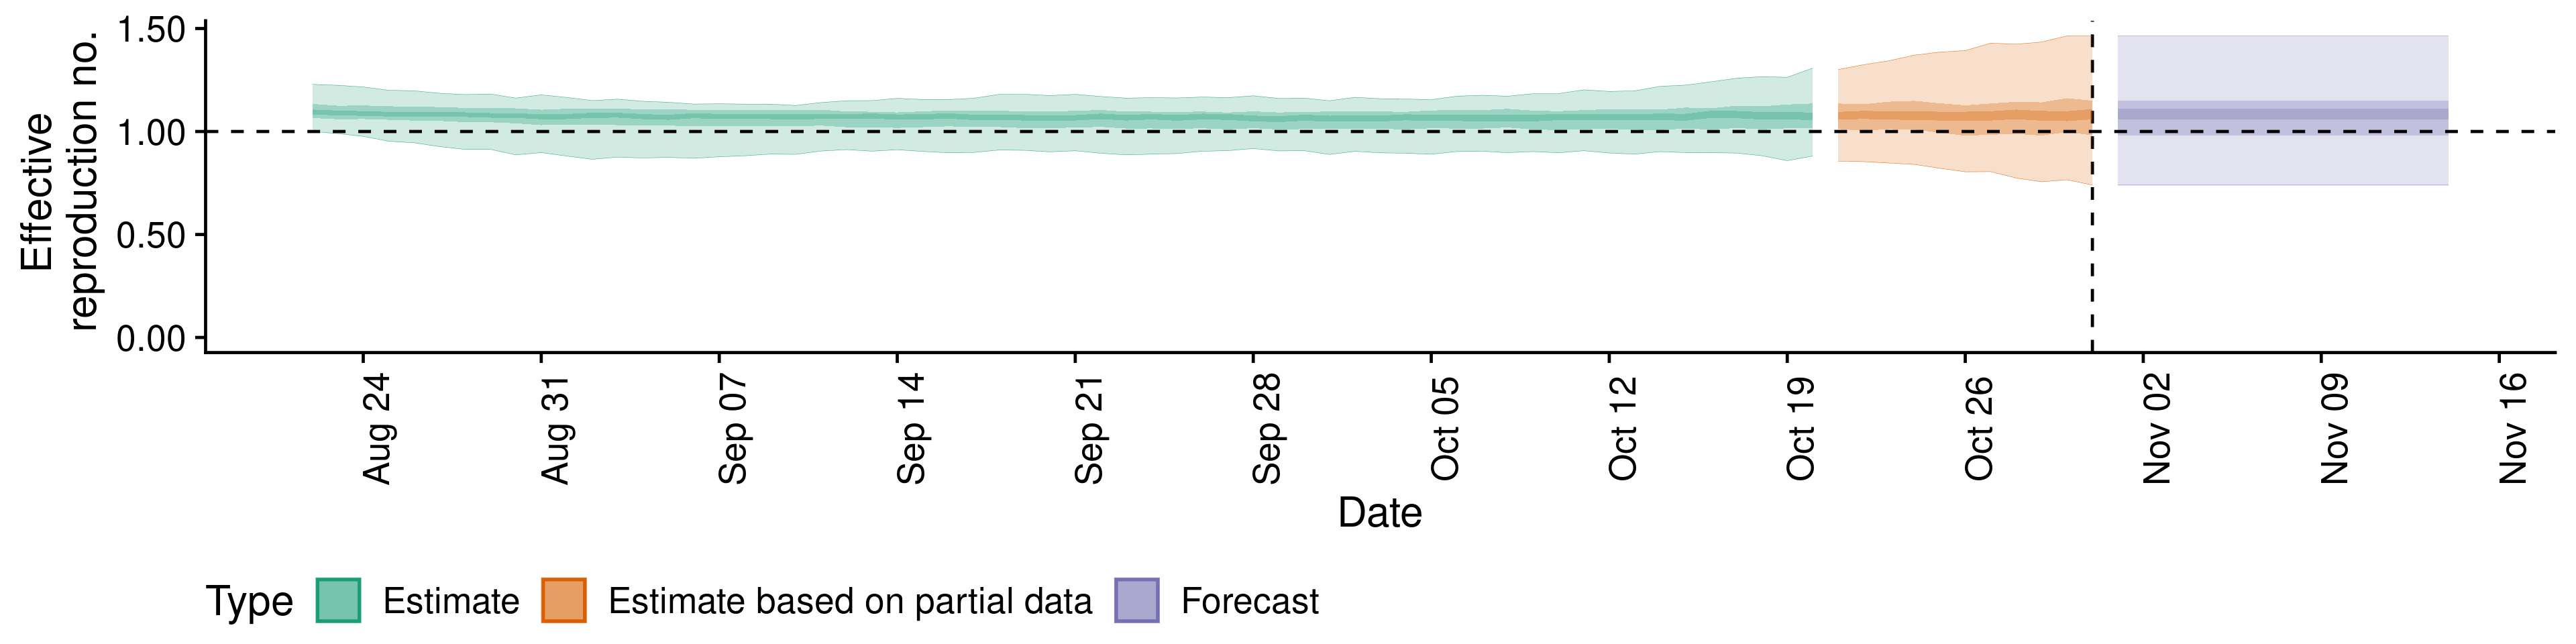 Effective
reproduction no.
1.50
1.00
0.50
0.00
Aug 24
Aug 31
Sep 07
Sep 14
Sep 21
Sep 28
Oct 05
Oct 12
Oct 19
Oct 26
Nov 02
Nov 09
Nov 16
Date
Type Estimate Estimate based on partial data Forecast